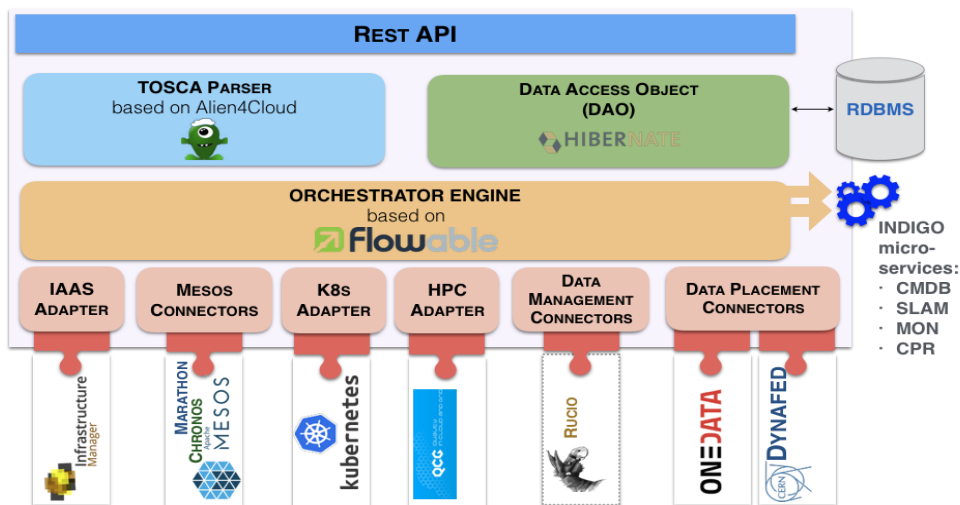 REST API
TOSCA PARSER
based on Alien4Cloud
DATA ACCESS OBJECT
(DAO)
HIBERNATE
RDBMS
ORCHESTRATOR ENGINE
based on
flowable
INDIGO
micro-
services:
· CMDB
· SLAM
· MON
· CPR
IAAS
ADAPTER
MESOS
CONNECTORS
K8S
ADAPTER
HPC
ADAPTER
DATA
MANAGEMENT
CONNECTORS
DATA PLACEMENT
CONNECTORS
Infrastructure
Manager
MARATHON
CHRONOS
Apache
MESOS
kubernetes
QCG
RUCIO
ONEDATA
DYNAFED
CERN